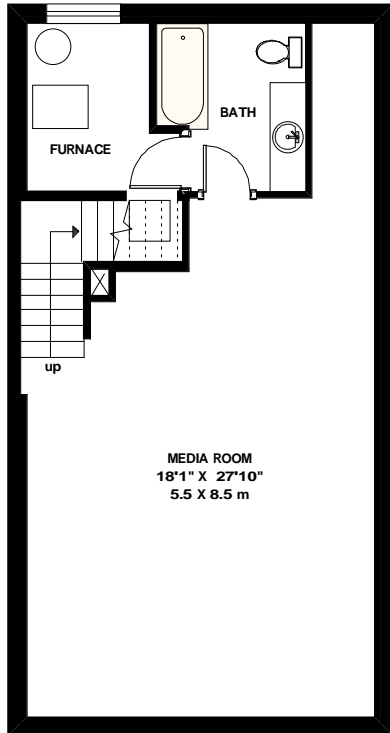 BATH
FURNACE
up
MEDIA ROOM
18'1" X 27'10"
5.5 X 8.5 m